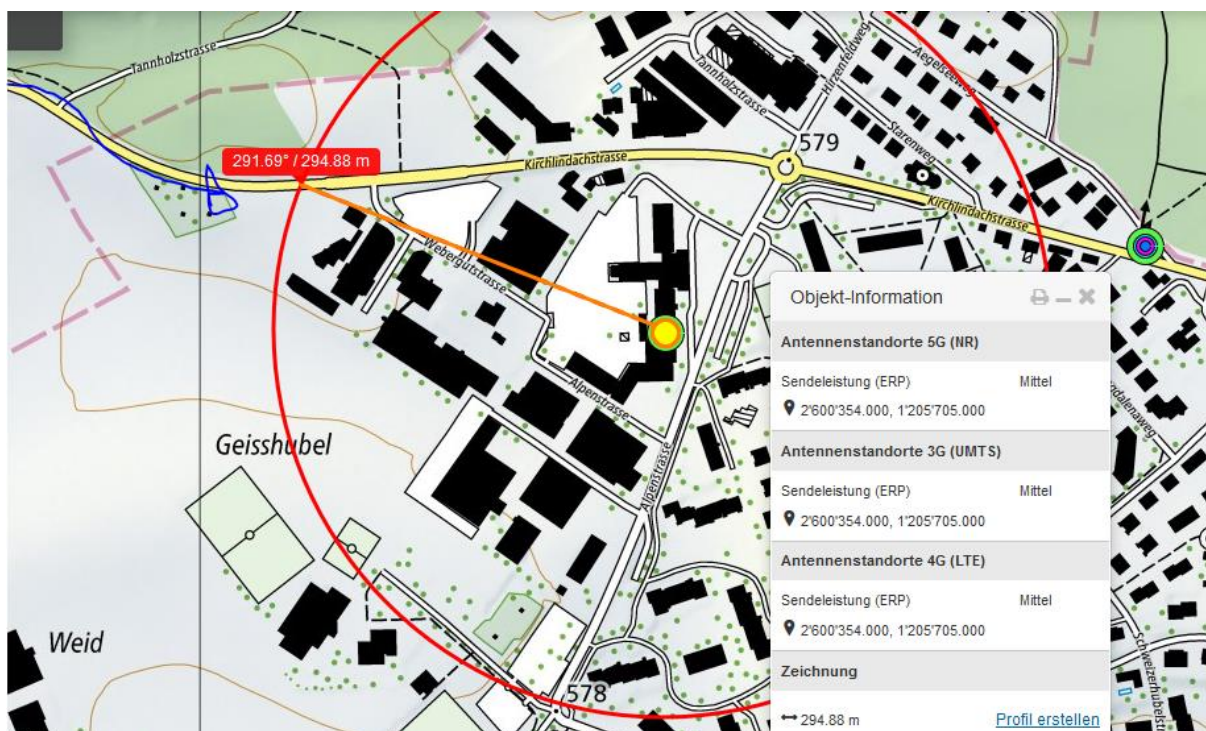 Tannholzstrasse
291.69° / 294.88 m
Kirchlindachstrasse
Tannholzstrasse
Hirzenfeldweg
Aegelseeweg
579
Starenweg
Kirchlindachstrasse
Webergutstrasse
Alpenstrasse
Alpenstrasse
Geisshubel
Weid
578
Objekt-Information
Antennenstandorte 5G (NR)
Sendeleistung (ERP) Mittel
2'600'354.000, 1'205'705.000
Antennenstandorte 3G (UMTS)
Sendeleistung (ERP) Mittel
2'600'354.000, 1'205'705.000
Antennenstandorte 4G (LTE)
Sendeleistung (ERP) Mittel
2'600'354.000, 1'205'705.000
Zeichnung
294.88 m Profil erstellen